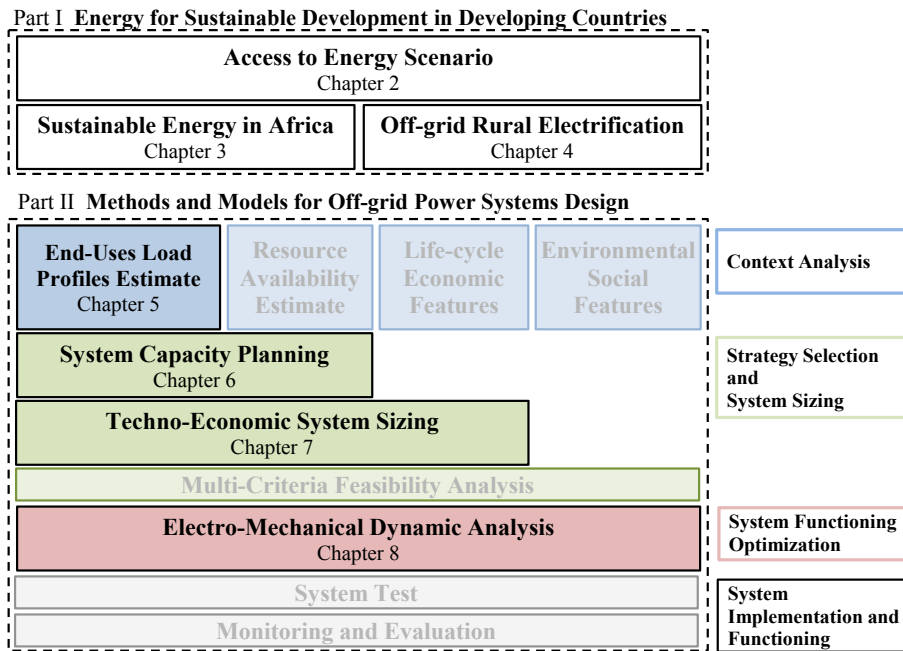 Part I Energy for Sustainable Development in Developing Countries
Access to Energy Scenario
Chapter 2
Sustainable Energy in Africa
Chapter 3
Off-grid Rural Electrification
Chapter 4
Part II Methods and Models for Off-grid Power Systems Design
End-Uses Load
Profiles Estimate
Chapter 5
Resource
Availability
Estimate
Life-cycle
Economic
Features
Environmental
Social
Features
Context Analysis
System Capacity Planning
Chapter 6
Techno-Economic System Sizing
Chapter 7
Multi-Criteria Feasibility Analysis
Strategy Selection
and
System Sizing
Electro-Mechanical Dynamic Analysis
Chapter 8
System Functioning
Optimization
System Test
Monitoring and Evaluation
System
Implementation and
Functioning